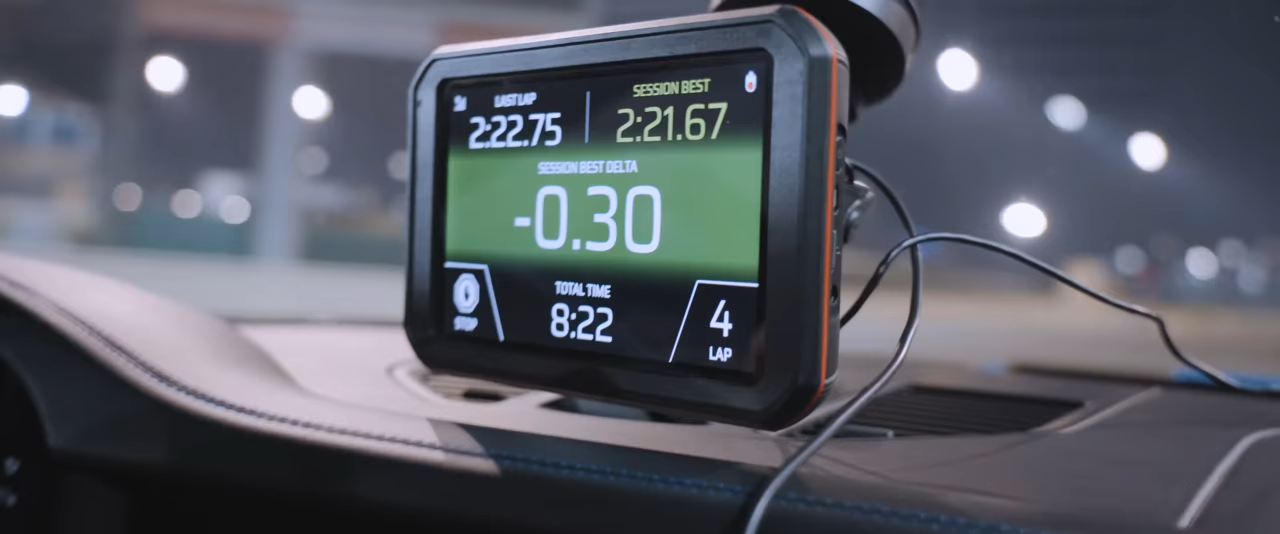 LAST LAP
2:22.75
SESSION BEST
2:21.67
SESSION BEST DELTA
-0.30
STOP
TOTAL TIME
8:22
4
LAP